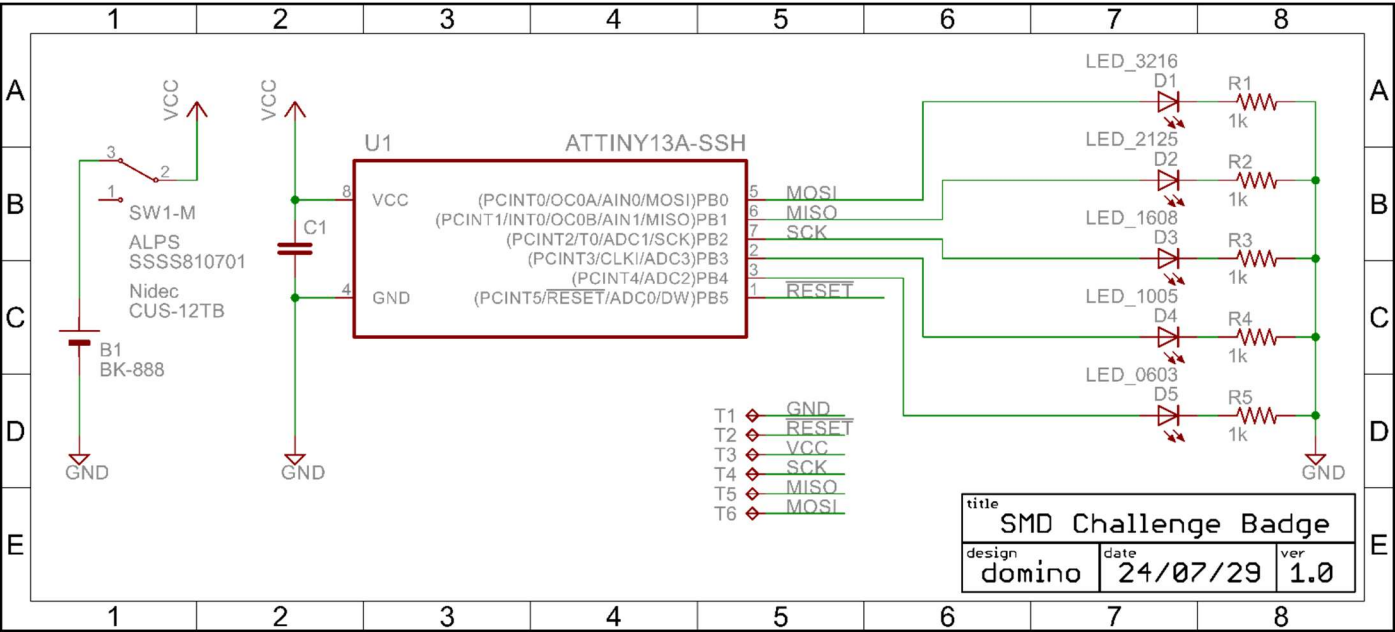 1 2 3 4 5 6 7 8
A A
B B
C C
D D
E E
VCC
3
2
1
SW1-M
ALPS
SSSS810701
Nidec
CUS-12TB
B1
BK-888
GND
VCC
C1
GND
U1 ATTINY13A-SSH
8 VCC
4 GND
(PCINT0/OC0A/AIN0/MOSI)PB0 5 MOSI
(PCINT1/INT0/OC0B/AIN1/MISO)PB1 6 MISO
(PCINT2/T0/ADC1/SCK)PB2 7 SCK
(PCINT3/CLKI/ADC3)PB3 2
(PCINT4/ADC2)PB4 3
(PCINT5/RESET/ADC0/DW)PB5 1 RESET
LED_3216
D1 R1
1k
LED_2125
D2 R2
1k
LED_1608
D3 R3
1k
LED_1005
D4 R4
1k
LED_0603
D5 R5
1k
GND
T1 GND
T2 RESET
T3 VCC
T4 SCK
T5 MISO
T6 MOSI
title
SMD Challenge Badge
design date ver
domino 24/07/29 1.0
1 2 3 4 5 6 7 8